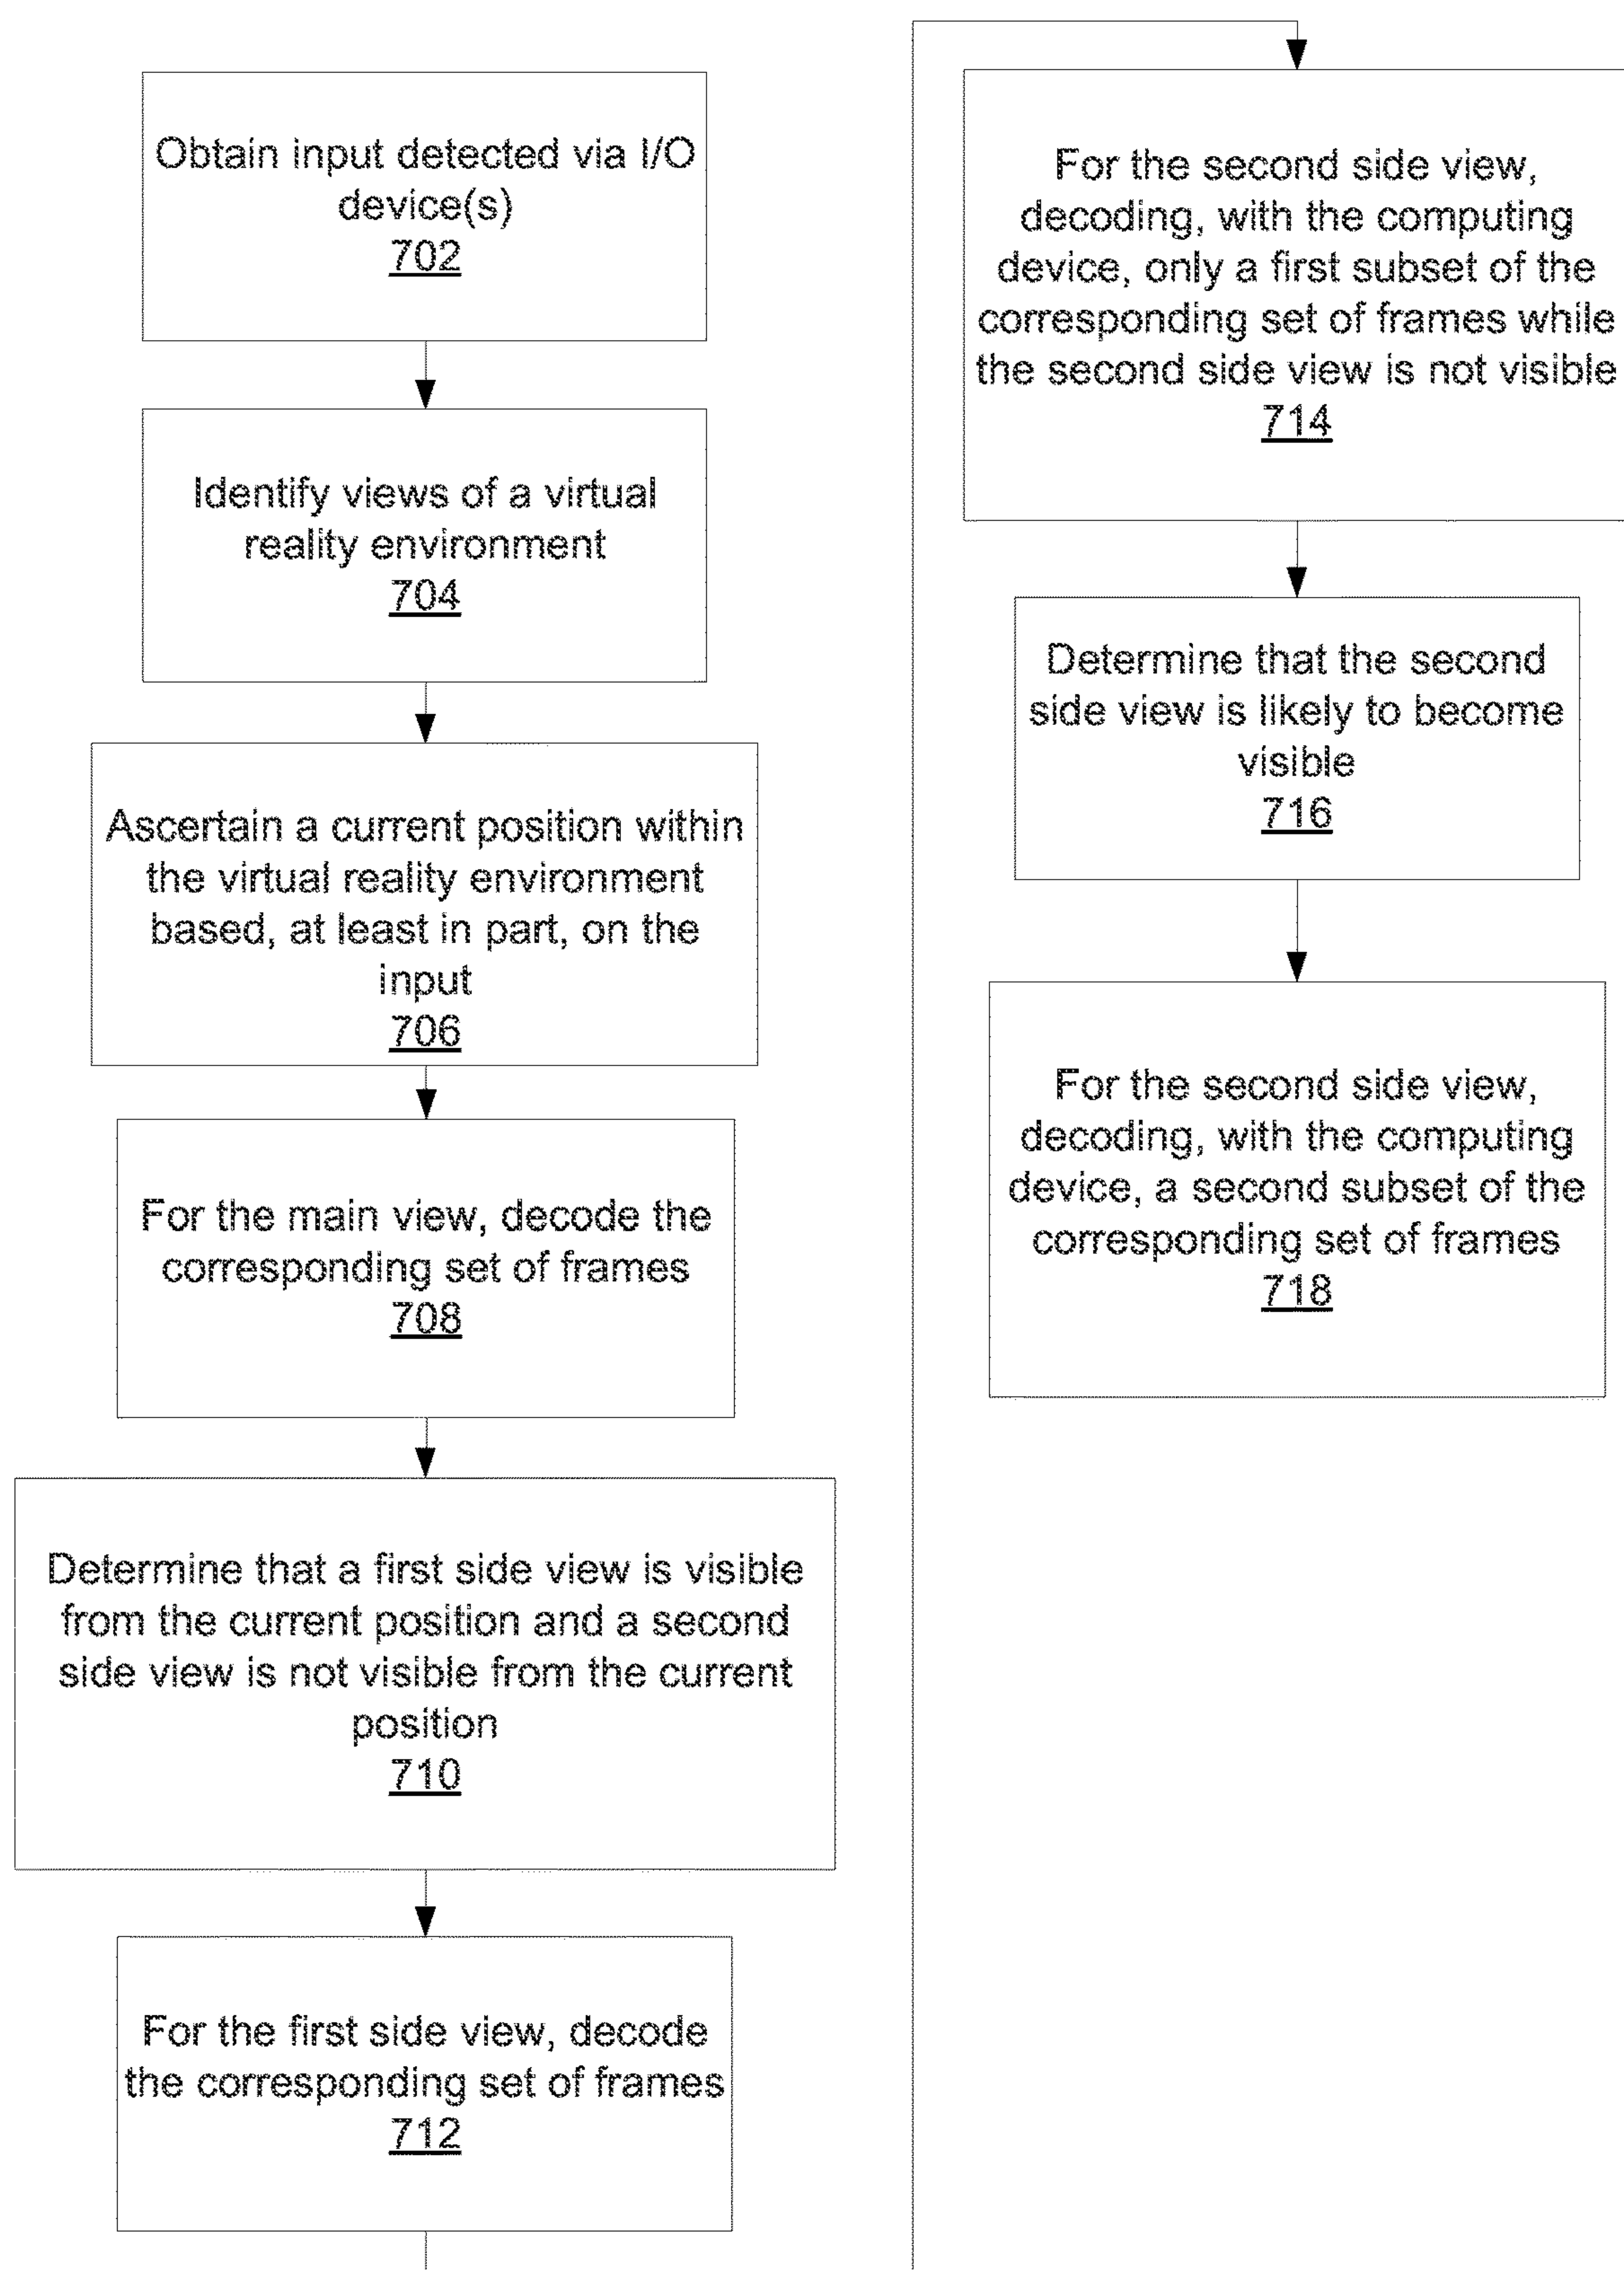 Obtain input detected via I/O
device(s)
702
Identify views of a virtual
reality environment
704
Ascertain a current position within
the virtual reality environment
based, at least in part, on the
input
706
For the main view, decode the
corresponding set of frames
708
Determine that a first side view is visible
from the current position and a second
side view is not visible from the current
position
710
For the first side view, decode
the corresponding set of frames
712
For the second side view,
decoding, with the computing
device, only a first subset of the
corresponding set of frames while
the second side view is not visible
714
Determine that the second
side view is likely to become
visible
716
For the second side view,
decoding, with the computing
device, a second subset of the
corresponding set of frames
718